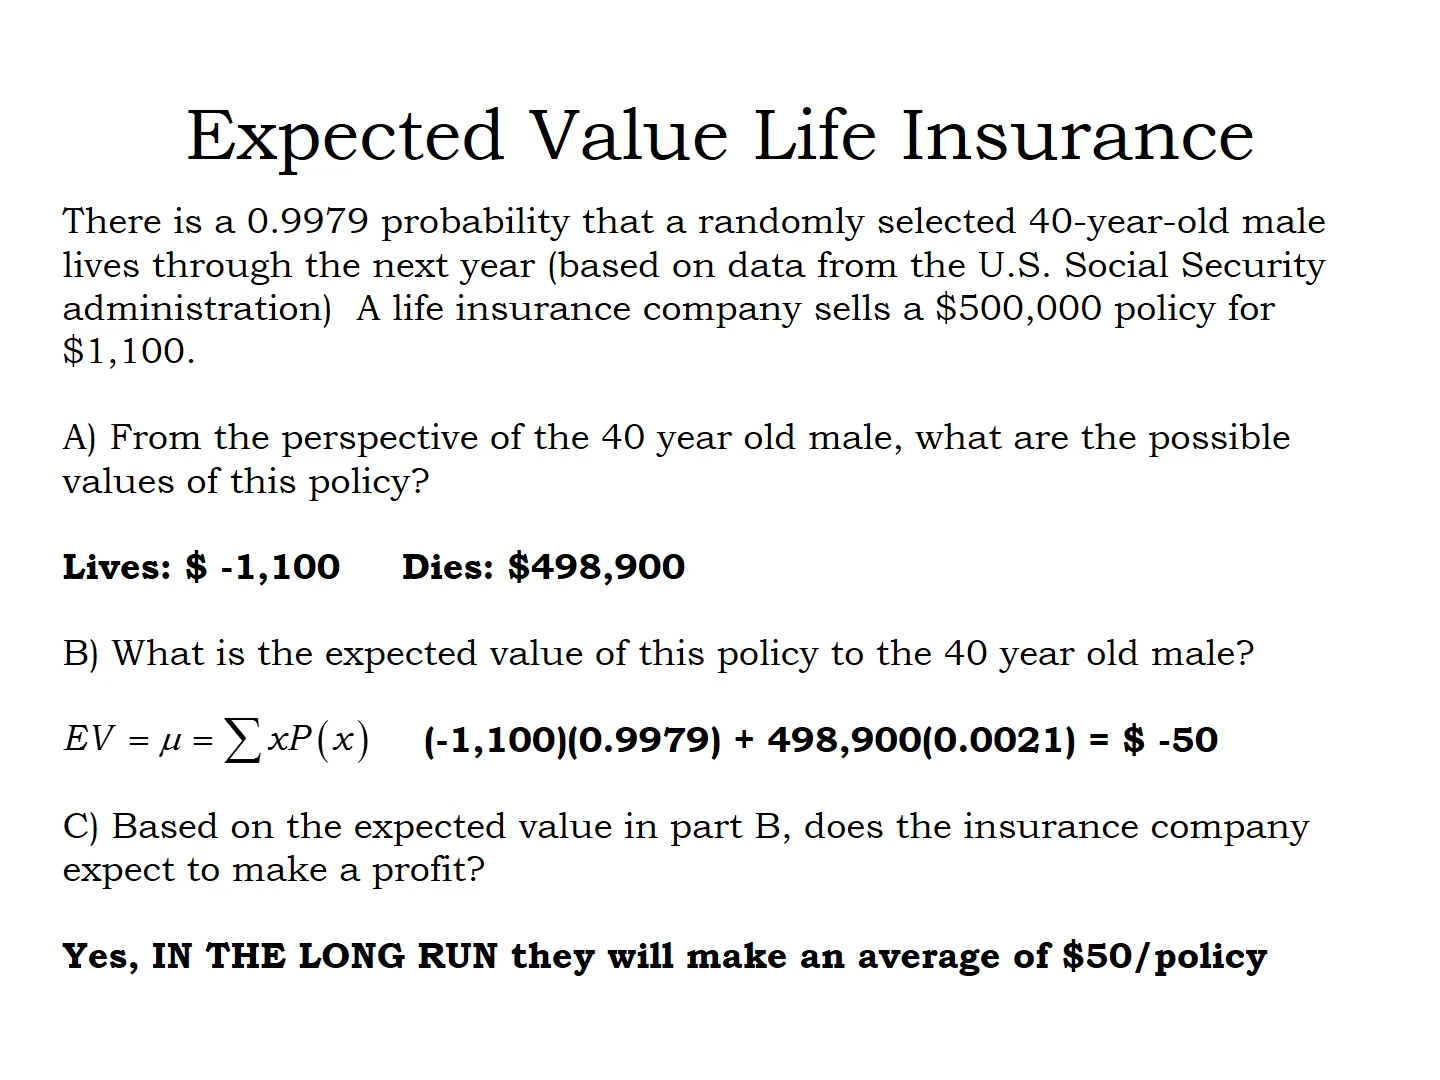 Expected Value Life Insurance
There is a 0.9979 probability that a randomly selected 40-year-old male
lives through the next year (based on data from the U.S. Social Security
administration)  A life insurance company sells a $500,000 policy for
$1,100.
A) From the perspective of the 40 year old male, what are the possible
values of this policy?
Lives: $ -1,100     Dies: $498,900
B) What is the expected value of this policy to the 40 year old male?
EV = μ = ∑xP(x)   (-1,100)(0.9979) + 498,900(0.0021) = $ -50
C) Based on the expected value in part B, does the insurance company
expect to make a profit?
Yes, IN THE LONG RUN they will make an average of $50/policy